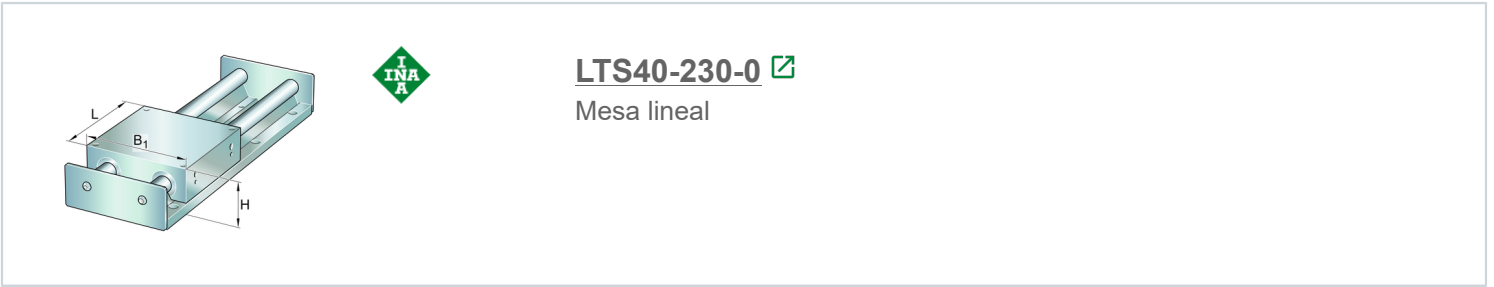 L
B₁
H
I
INA
A
LTS40-230-0
Mesa lineal